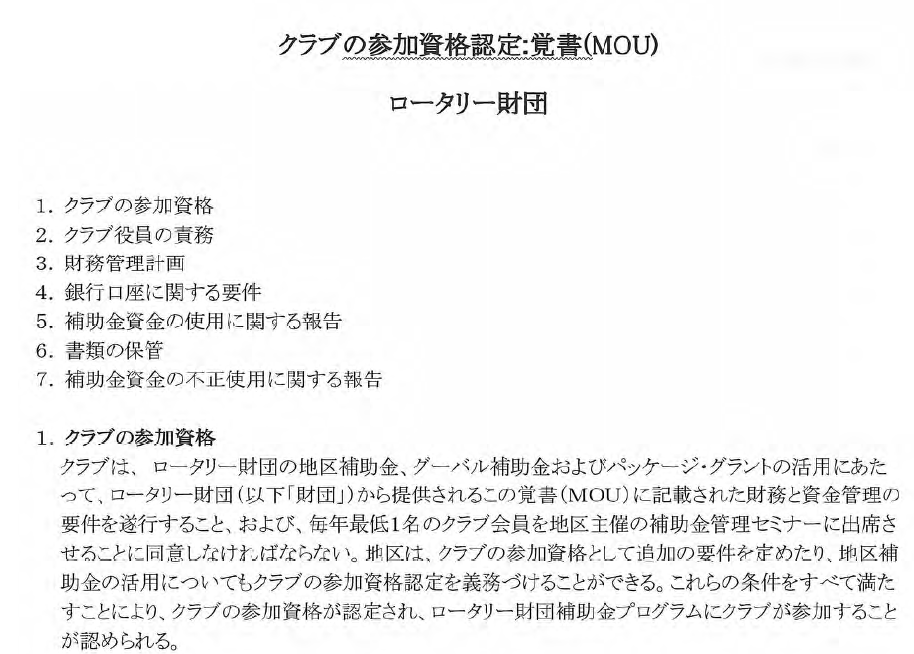 クラブの参加資格認定:覚書(MOU)
ロータリー財団
1. クラブの参加資格
2. クラブ役員の責務
3. 財務管理計画
4. 銀行口座に関する要件
5. 補助金資金の使用に関する報告
6. 書類の保管
7. 補助金資金の不正使用に関する報告
1. クラブの参加資格
クラブは、 ロータリー財団の地区補助金、グーバル補助金およびパッケージ・グラントの活用にあた
って、ロータリー財団(以下「財団」)から提供されるこの覚書(MOU)に記載された財務と資金管理の
要件を遂行すること、および、毎年最低1名のクラブ会員を地区主催の補助金管理セミナーに出席さ
せることに同意しなければならない。地区は、クラブの参加資格として追加の要件を定めたり、地区補
助金の活用についてもクラブの参加資格認定を義務づけることができる。これらの条件をすべて満た
すことにより、クラブの参加資格が認定され、ロータリー財団補助金プログラムにクラブが参加すること
が認められる。